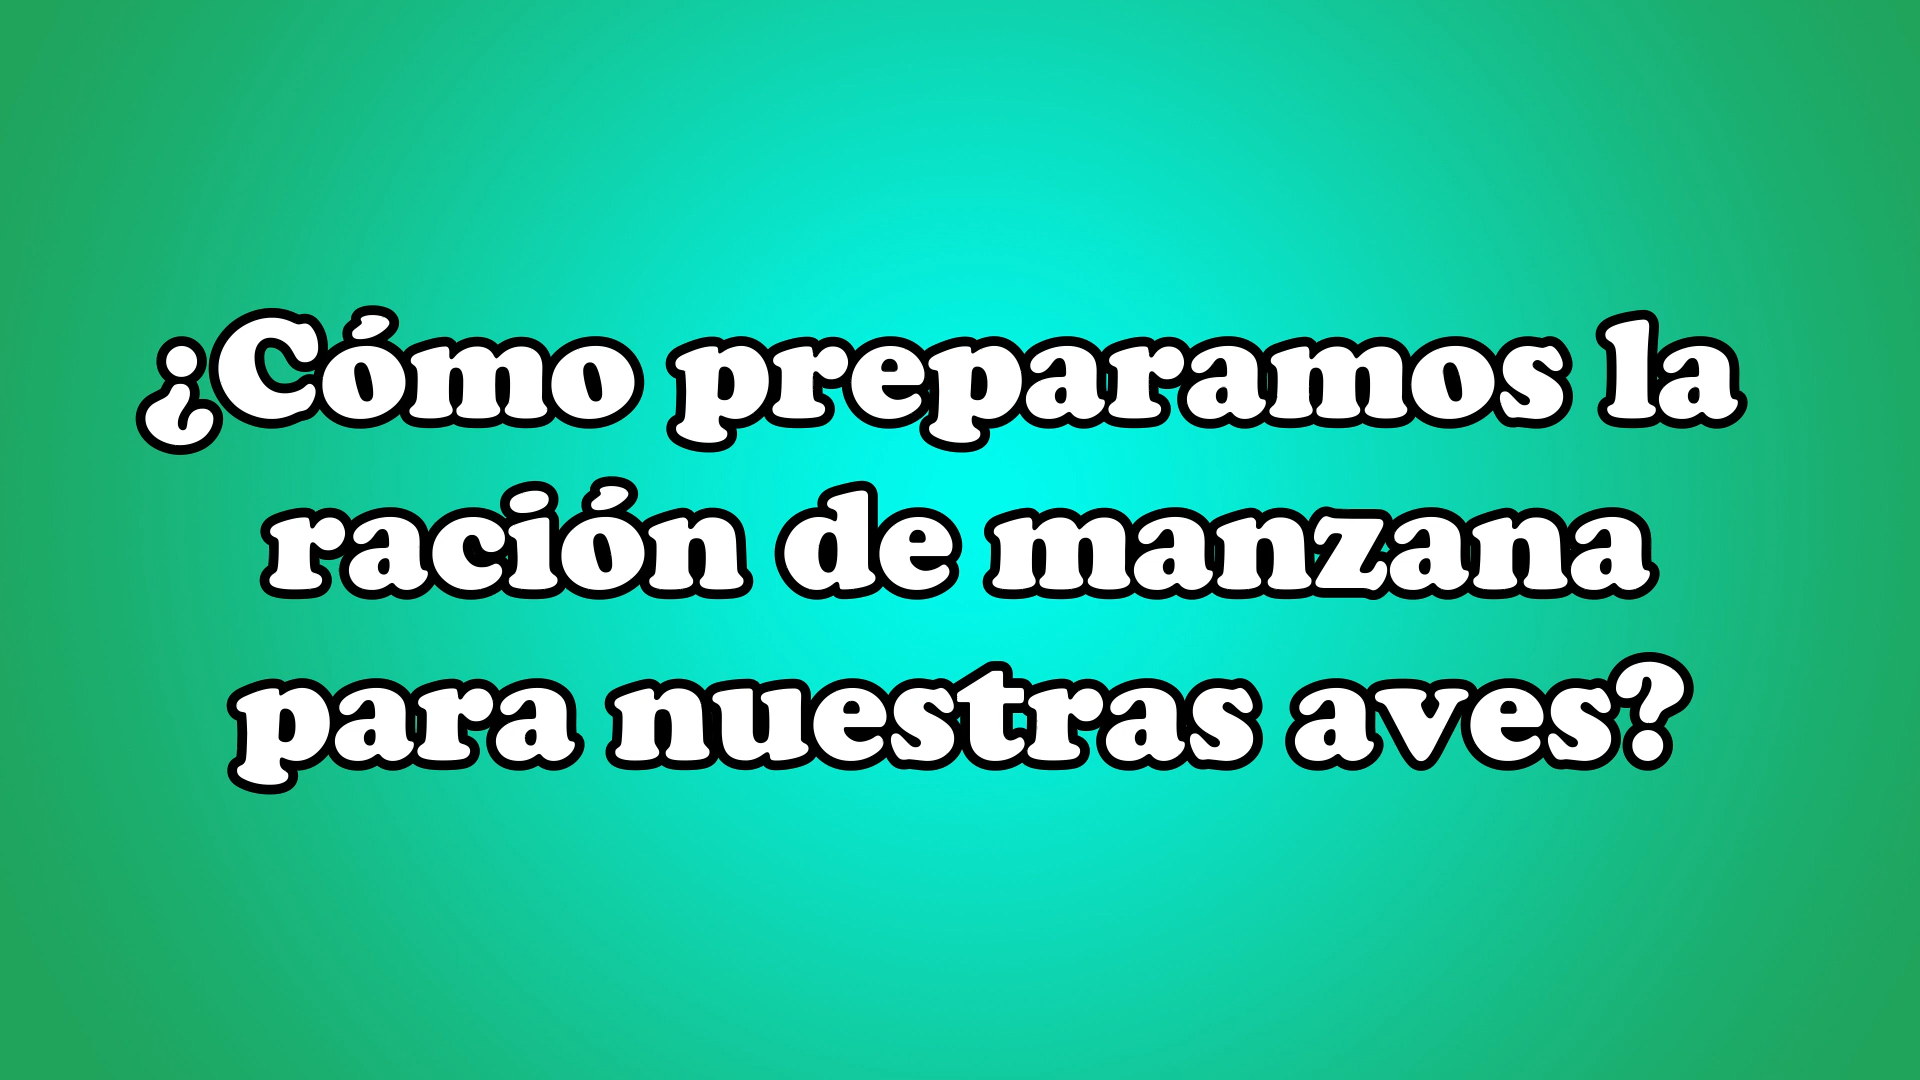 ¿Cómo preparamos la
ración de manzana
para nuestras aves?